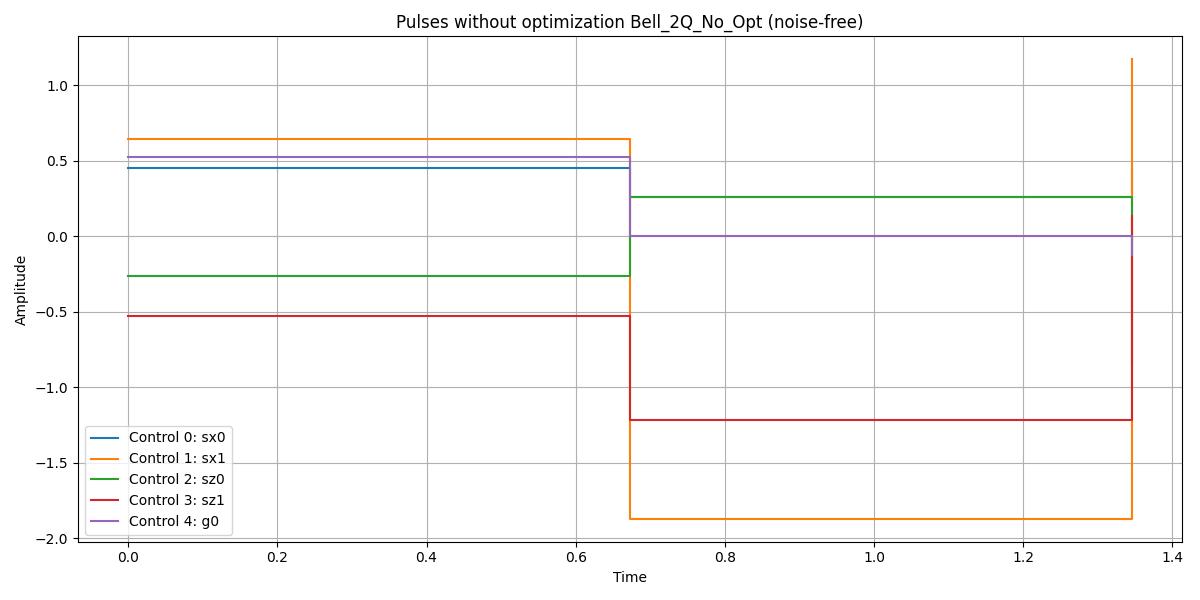 Pulses without optimization Bell_2Q_No_Opt (noise-free)
Amplitude
1.0
0.5
0.0
−0.5
−1.0
−1.5
−2.0
Control 0: sx0
Control 1: sx1
Control 2: sz0
Control 3: sz1
Control 4: g0
0.0 0.2 0.4 0.6 0.8 1.0 1.2 1.4
Time